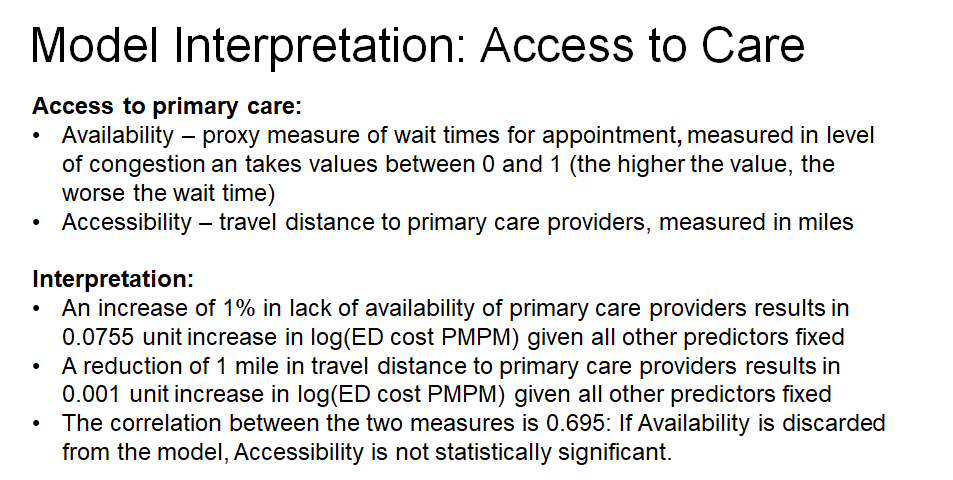 Model Interpretation: Access to Care
Access to primary care:
• Availability – proxy measure of wait times for appointment, measured in level
of congestion an takes values between 0 and 1 (the higher the value, the
worse the wait time)
• Accessibility – travel distance to primary care providers, measured in miles
Interpretation:
• An increase of 1% in lack of availability of primary care providers results in
0.0755 unit increase in log(ED cost PMPM) given all other predictors fixed
• A reduction of 1 mile in travel distance to primary care providers results in
0.001 unit increase in log(ED cost PMPM) given all other predictors fixed
• The correlation between the two measures is 0.695: If Availability is discarded
from the model, Accessibility is not statistically significant.